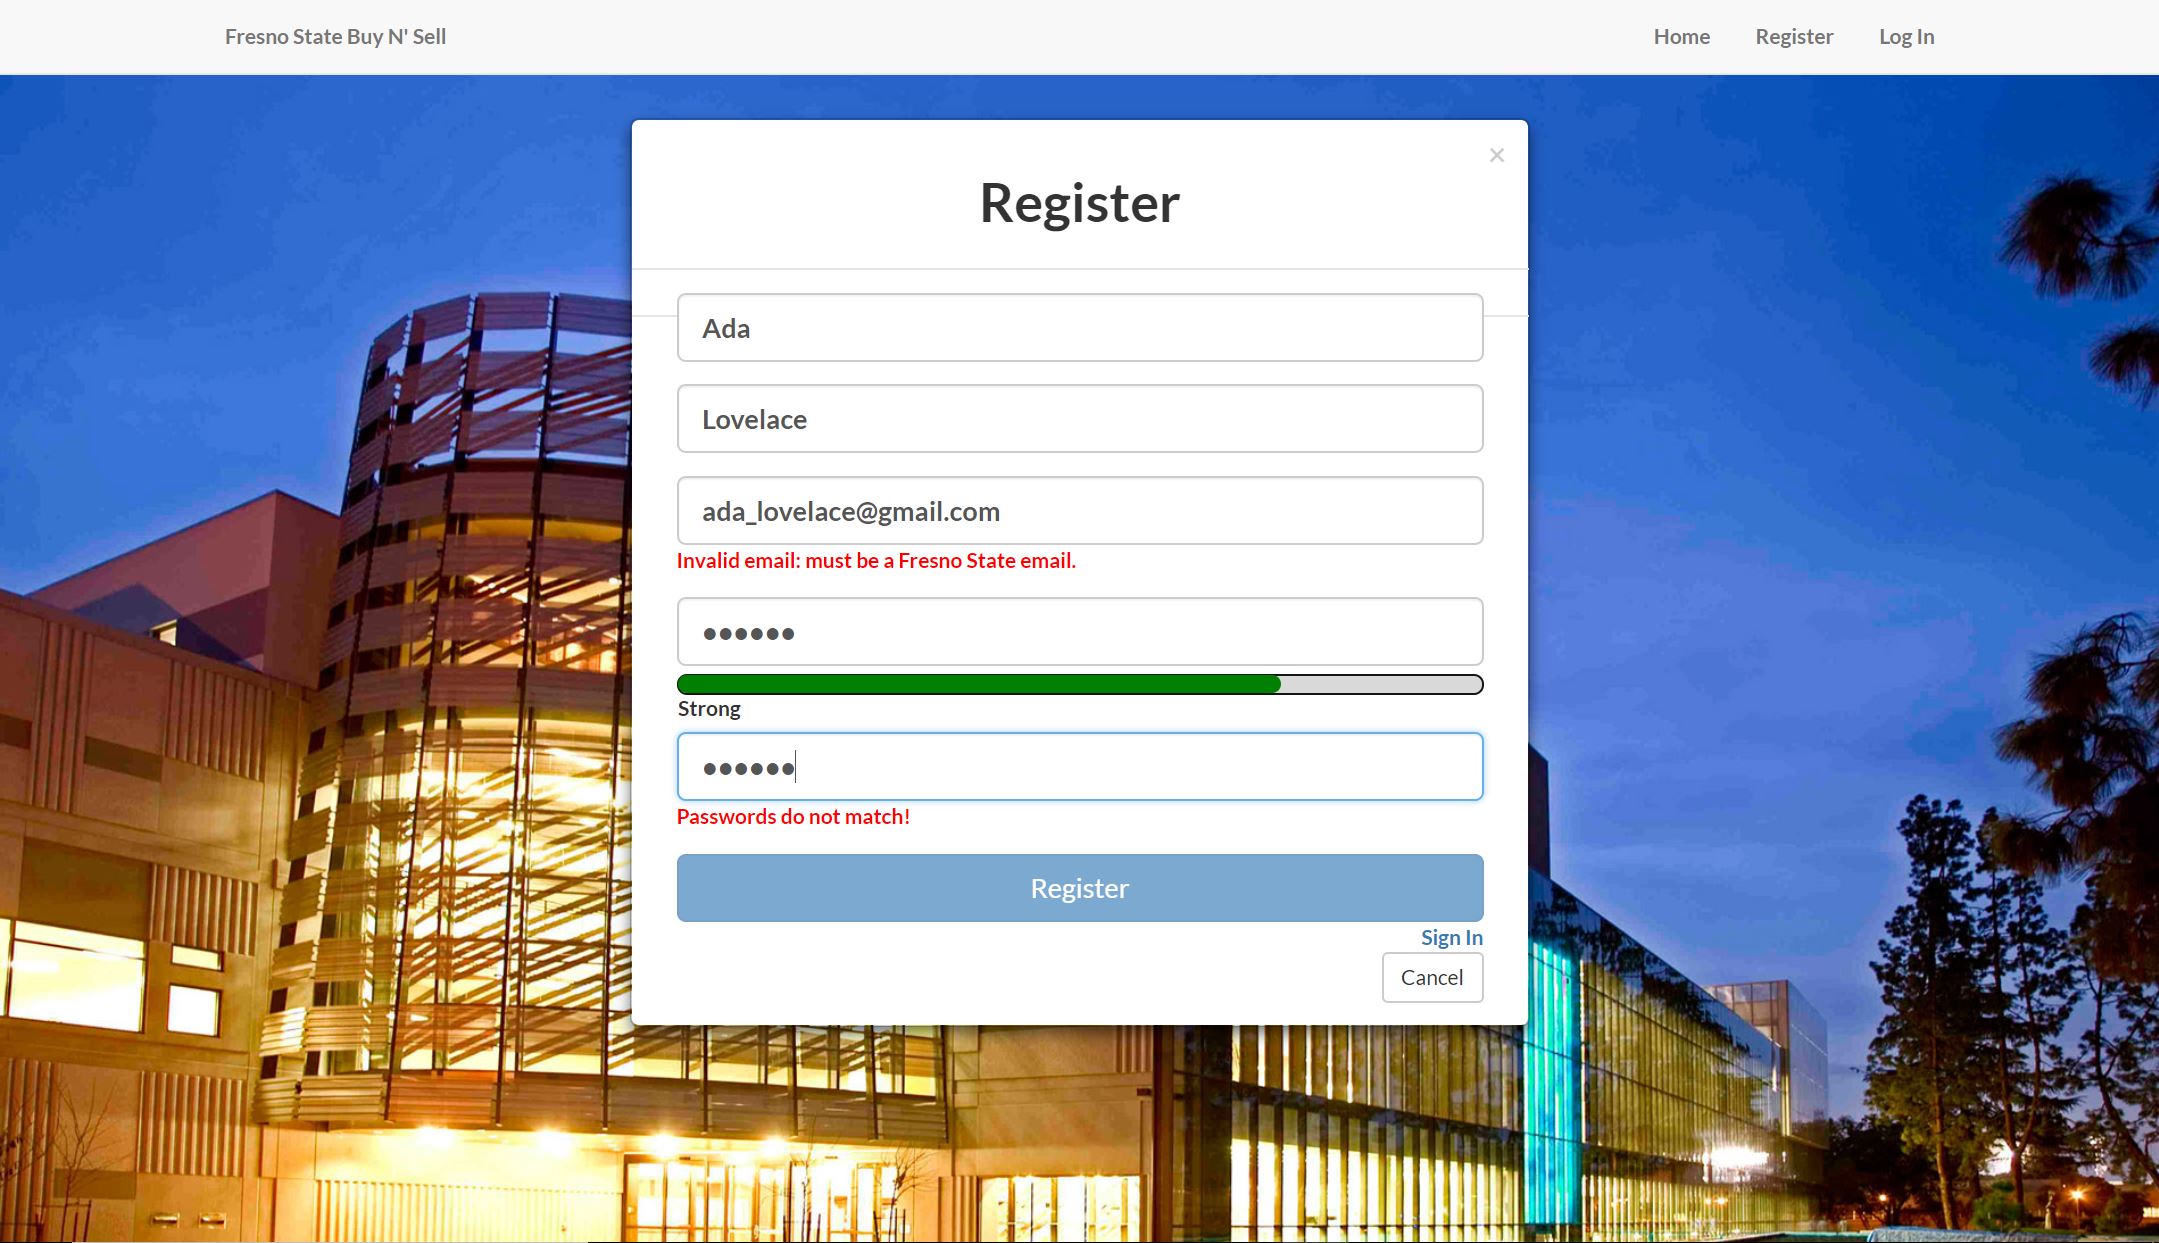 Fresno State Buy N' Sell
Home
Register
Log In
×
Register
Ada
Lovelace
ada_lovelace@gmail.com
Invalid email: must be a Fresno State email.
●●●●●●
Strong
●●●●●●
Passwords do not match!
Register
Sign In
Cancel